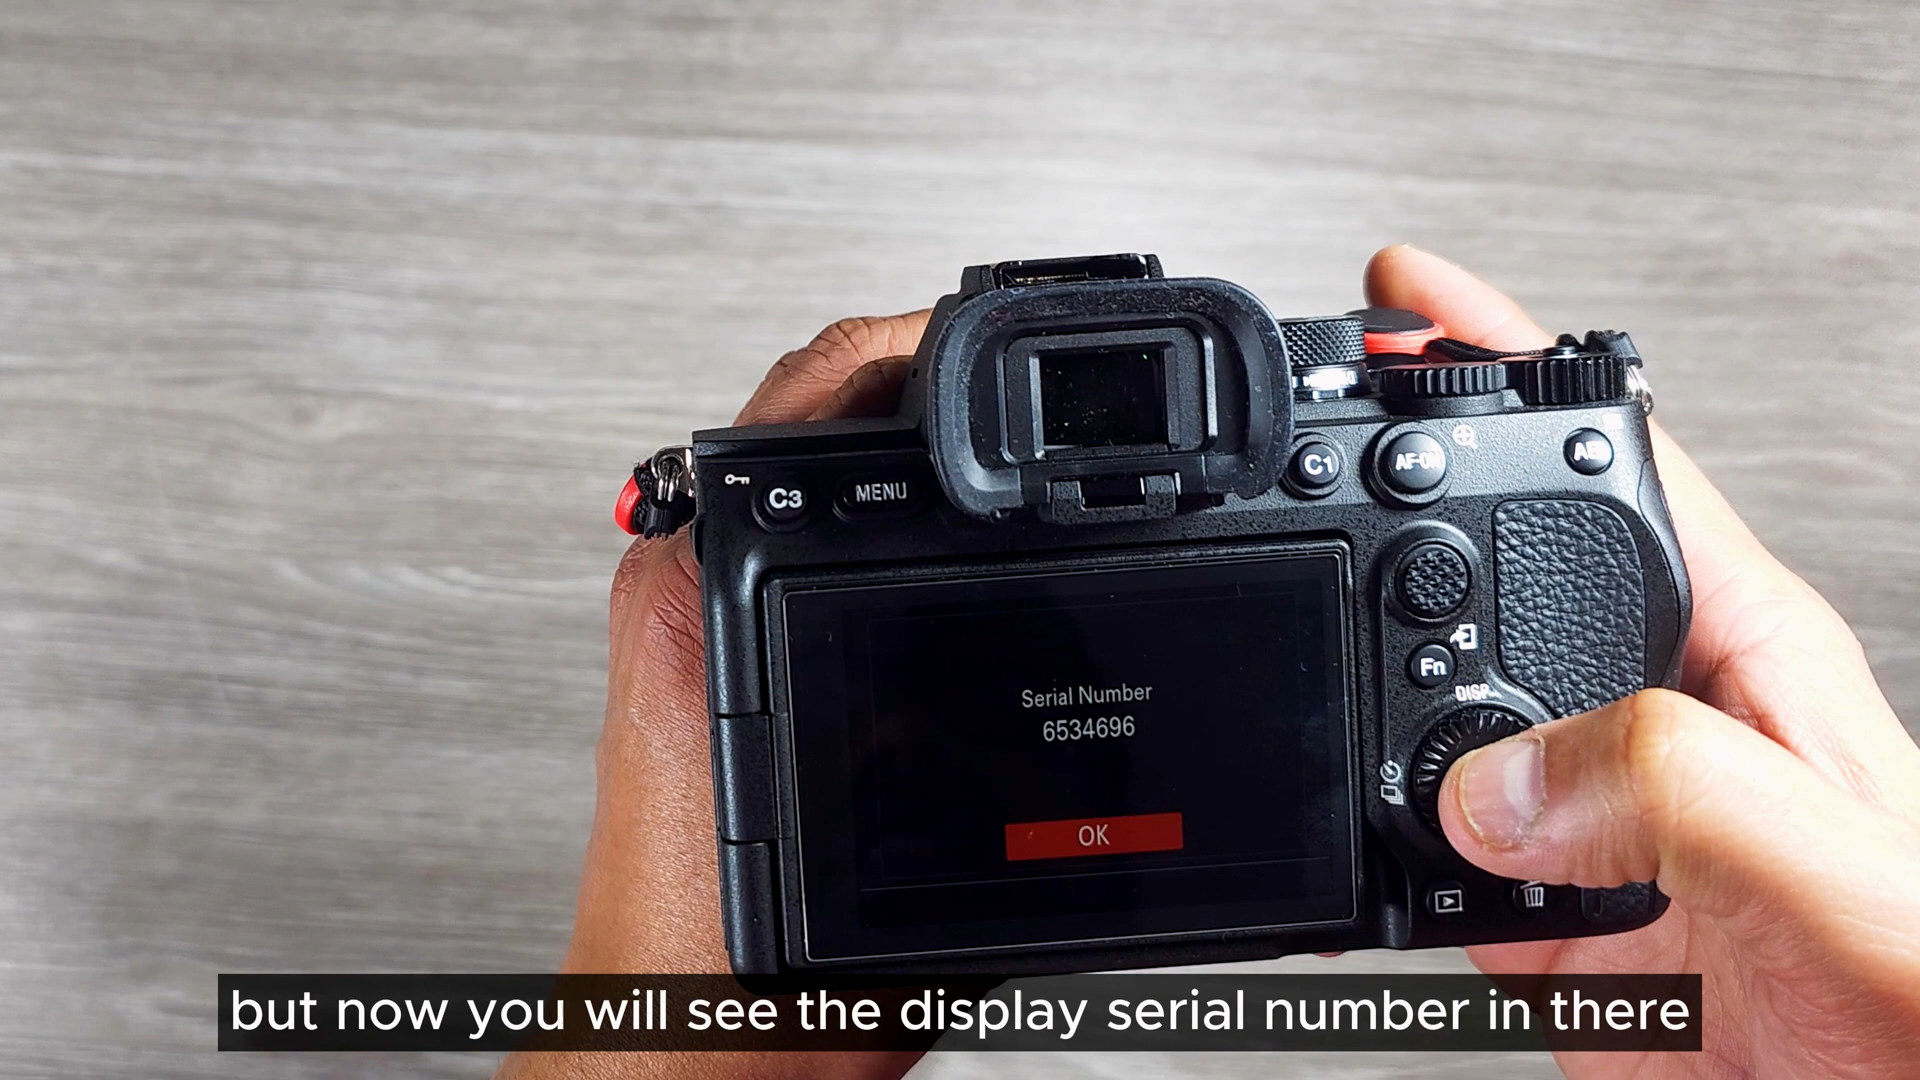 C3
MENU
C1
AF-ON
Fn
DISP
Serial Number
6534696
OK
but now you will see the display serial number in there